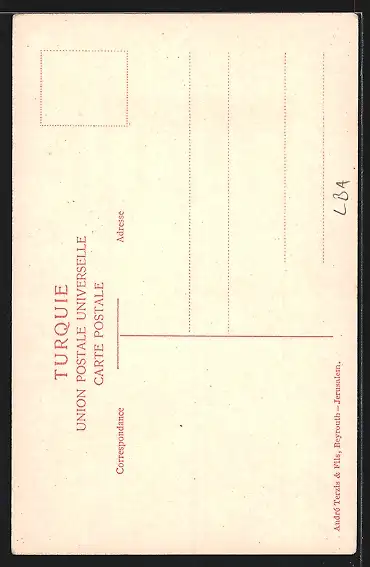 TURQUIE
UNION POSTALE UNIVERSELLE
CARTE POSTALE
Correspondance
Adresse
LBA
André Terzis & Fils, Beyrouth—Jerusalem.